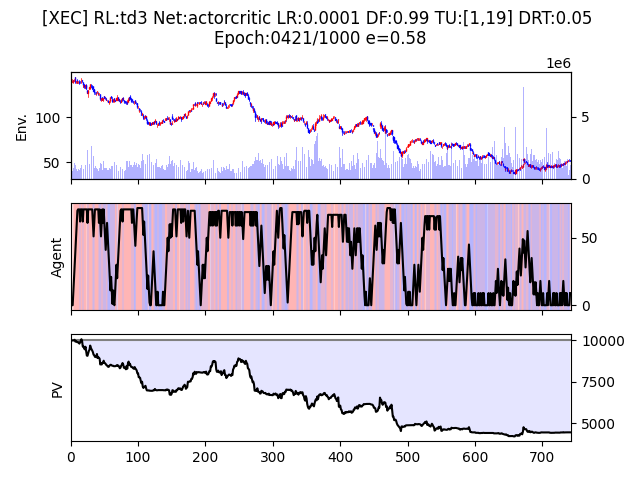 [XEC] RL:td3 Net:actorcritic LR:0.0001 DF:0.99 TU:[1,19] DRT:0.05
Epoch:0421/1000 e=0.58
1e6
Env.
100
50
5
0
Agent
50
0
PV
10000
7500
5000
0 100 200 300 400 500 600 700